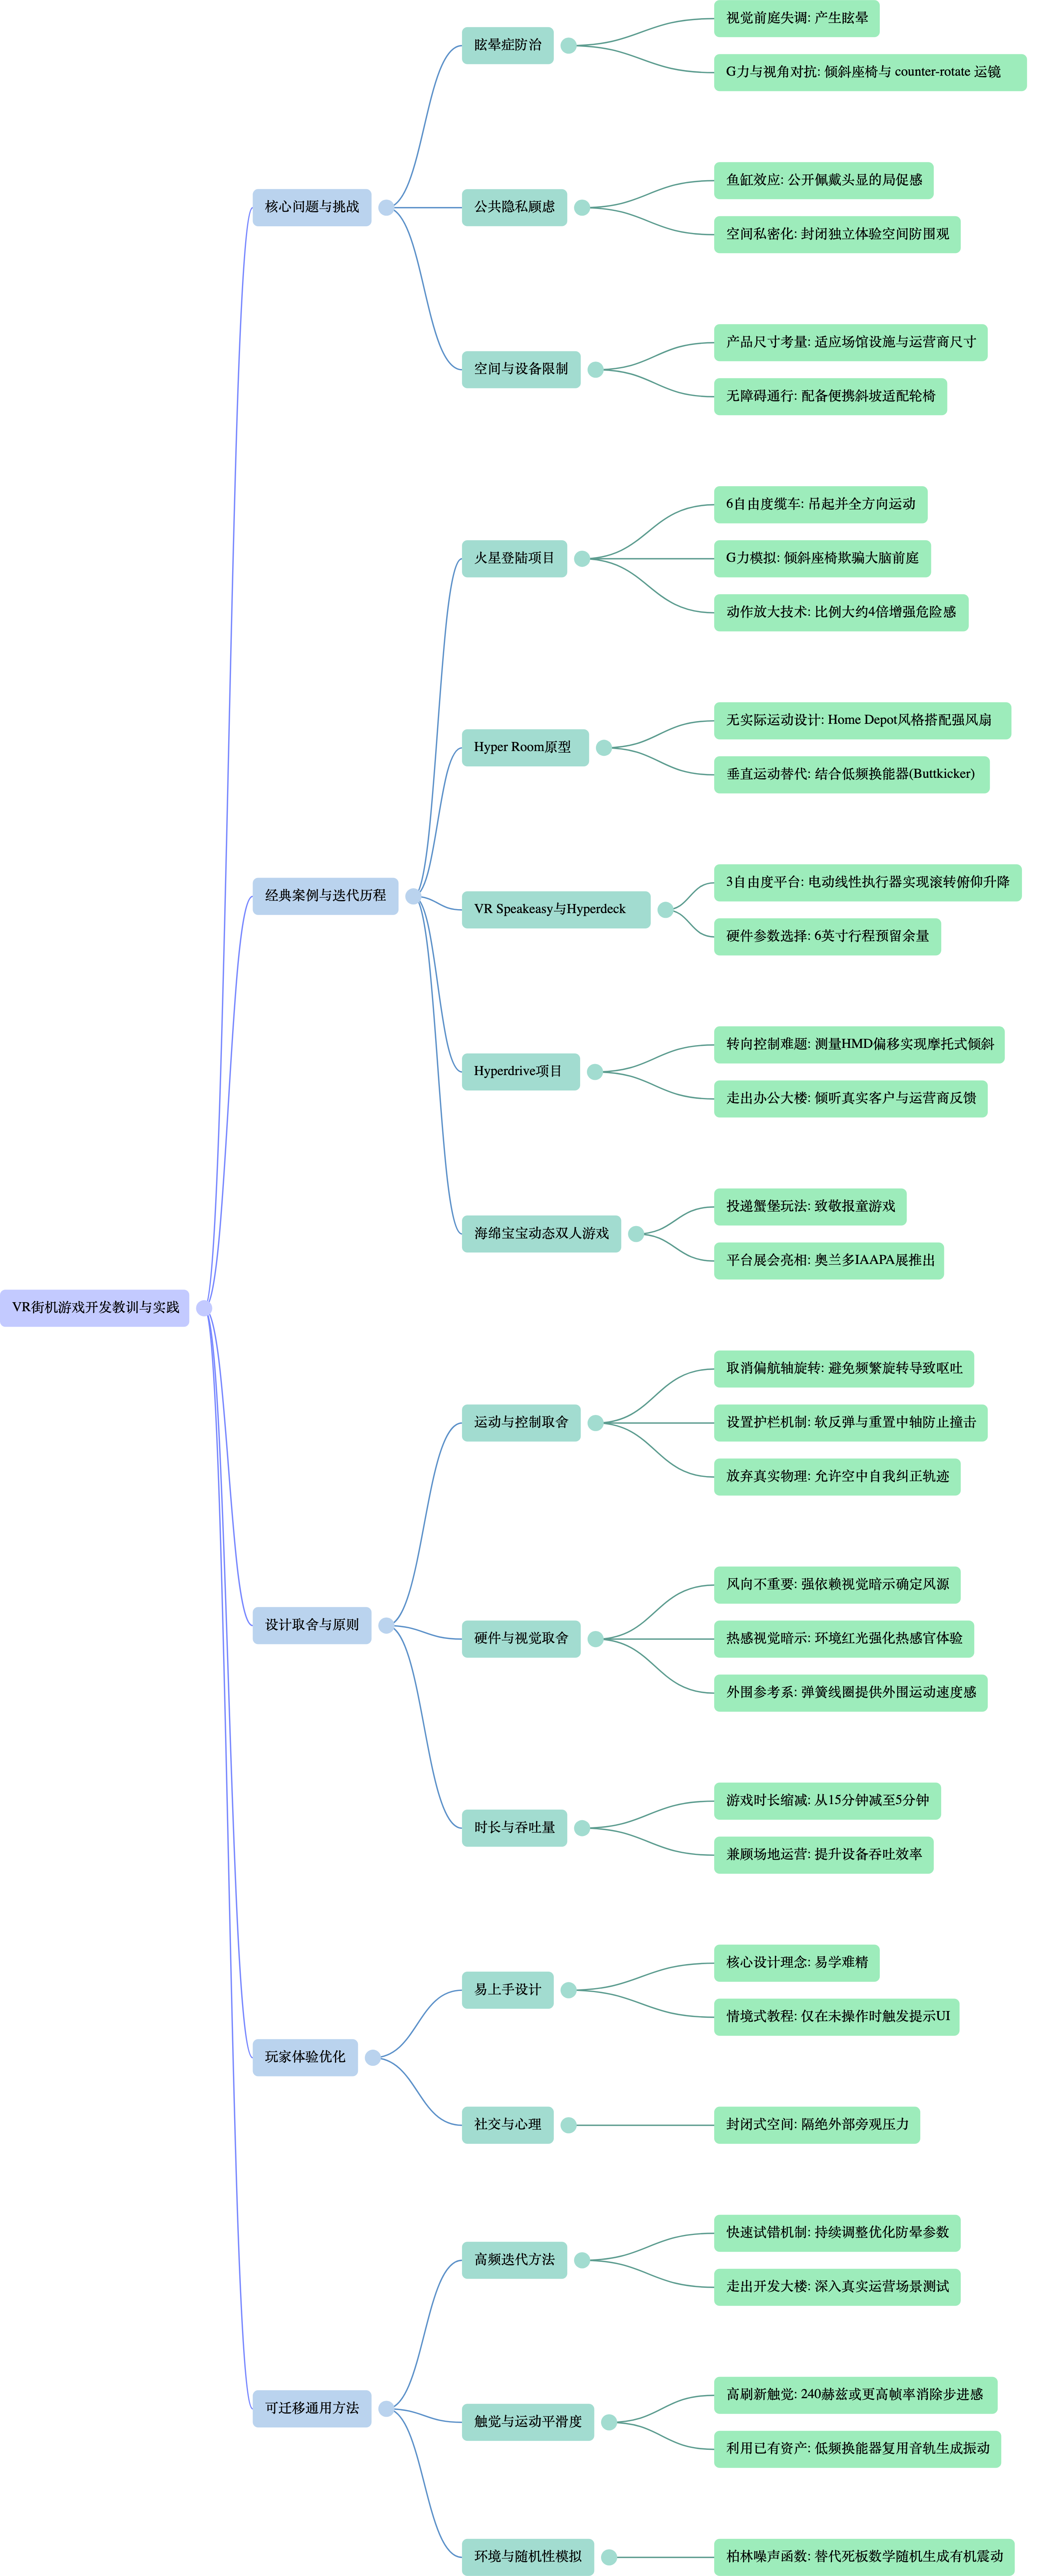 VR街机游戏开发教训与实践
核心问题与挑战
眩晕症防治
视觉前庭失调: 产生眩晕
G力与视角对抗: 倾斜座椅与 counter-rotate 运镜
公共隐私顾虑
鱼缸效应: 公开佩戴头显的局促感
空间私密化: 封闭独立体验空间防围观
空间与设备限制
产品尺寸考量: 适应场馆设施与运营商尺寸
无障碍通行: 配备便携斜坡适配轮椅
经典案例与迭代历程
火星登陆项目
6自由度缆车: 吊起并全方向运动
G力模拟: 倾斜座椅欺骗大脑前庭
动作放大技术: 比例大约4倍增强危险感
Hyper Room原型
无实际运动设计: Home Depot风格搭配强风扇
垂直运动替代: 结合低频换能器(Buttkicker)
VR Speakeasy与Hyperdeck
3自由度平台: 电动线性执行器实现滚转俯仰升降
硬件参数选择: 6英寸行程预留余量
Hyperdrive项目
转向控制难题: 测量HMD偏移实现摩托式倾斜
走出办公大楼: 倾听真实客户与运营商反馈
海绵宝宝动态双人游戏
投递蟹堡玩法: 致敬报童游戏
平台展会亮相: 奥兰多IAAPA展推出
设计取舍与原则
运动与控制取舍
取消偏航轴旋转: 避免频繁旋转导致呕吐
设置护栏机制: 软反弹与重置中轴防止撞击
放弃真实物理: 允许空中自我纠正轨迹
硬件与视觉取舍
风向不重要: 强依赖视觉暗示确定风源
热感视觉暗示: 环境红光强化热感官体验
外围参考系: 弹簧线圈提供外围运动速度感
时长与吞吐量
游戏时长缩减: 从15分钟减至5分钟
兼顾场地运营: 提升设备吞吐效率
玩家体验优化
易上手设计
核心设计理念: 易学难精
情境式教程: 仅在未操作时触发提示UI
社交与心理
封闭式空间: 隔绝外部旁观压力
可迁移通用方法
高频迭代方法
快速试错机制: 持续调整优化防晕参数
走出开发大楼: 深入真实运营场景测试
触觉与运动平滑度
高刷新触觉: 240赫兹或更高帧率消除步进感
利用已有资产: 低频换能器复用音轨生成振动
环境与随机性模拟
柏林噪声函数: 替代死板数学随机生成有机震动